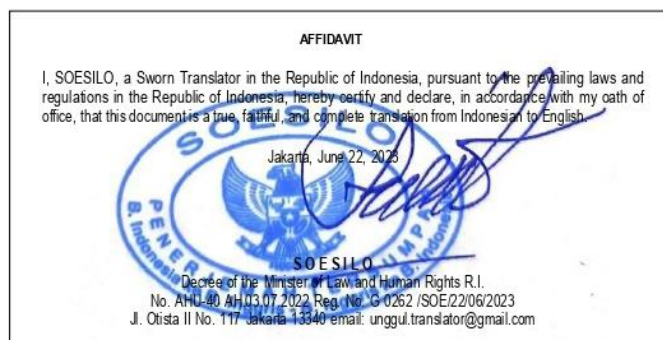 AFFIDAVIT
I, SOESILO, a Sworn Translator in the Republic of Indonesia, pursuant to the prevailing laws and
regulations in the Republic of Indonesia, hereby certify and declare, in accordance with my oath of
office, that this document is a true, faithful, and complete translation from Indonesian to English.
Jakarta, June 22, 2023
SOESILO
PENERJEMAH
B. Indonesia
B. Indonesia
SOESILO
Decree of the Minister of Law and Human Rights R.I.
No. AHU-40 AH.03.07.2022 Reg. No. G 0262 /SOE/22/06/2023
Jl. Otista II No. 117 Jakarta 13340 email: unggul.translator@gmail.com